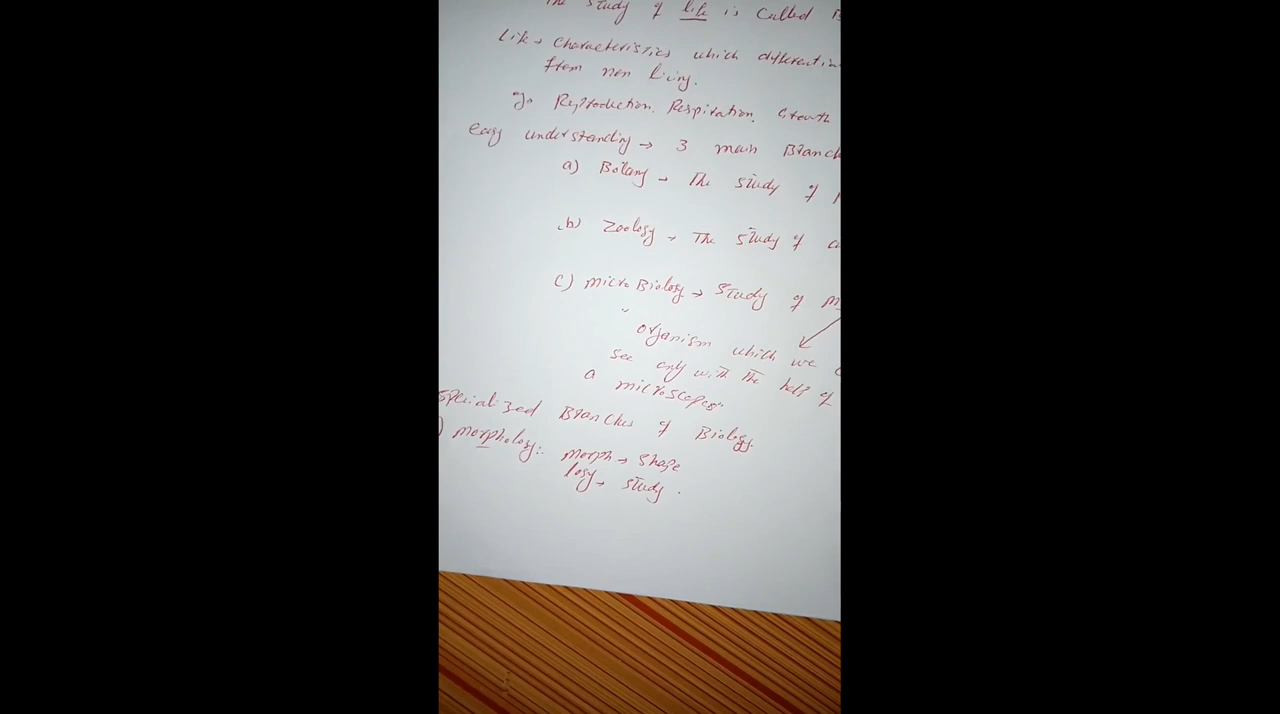 The study of life is called
Life → characteristics which differentia
from non living.
Reproduction. Respiration. Growth
easy understanding → 3 main Branch
a) Botany → The study of
b) Zoology → The study of
c) micro Biology → study of
"organism which we
see only with the help of
a microscopes"
specialized Branches of Biology
) morphology:. morph → shape
logy → study.